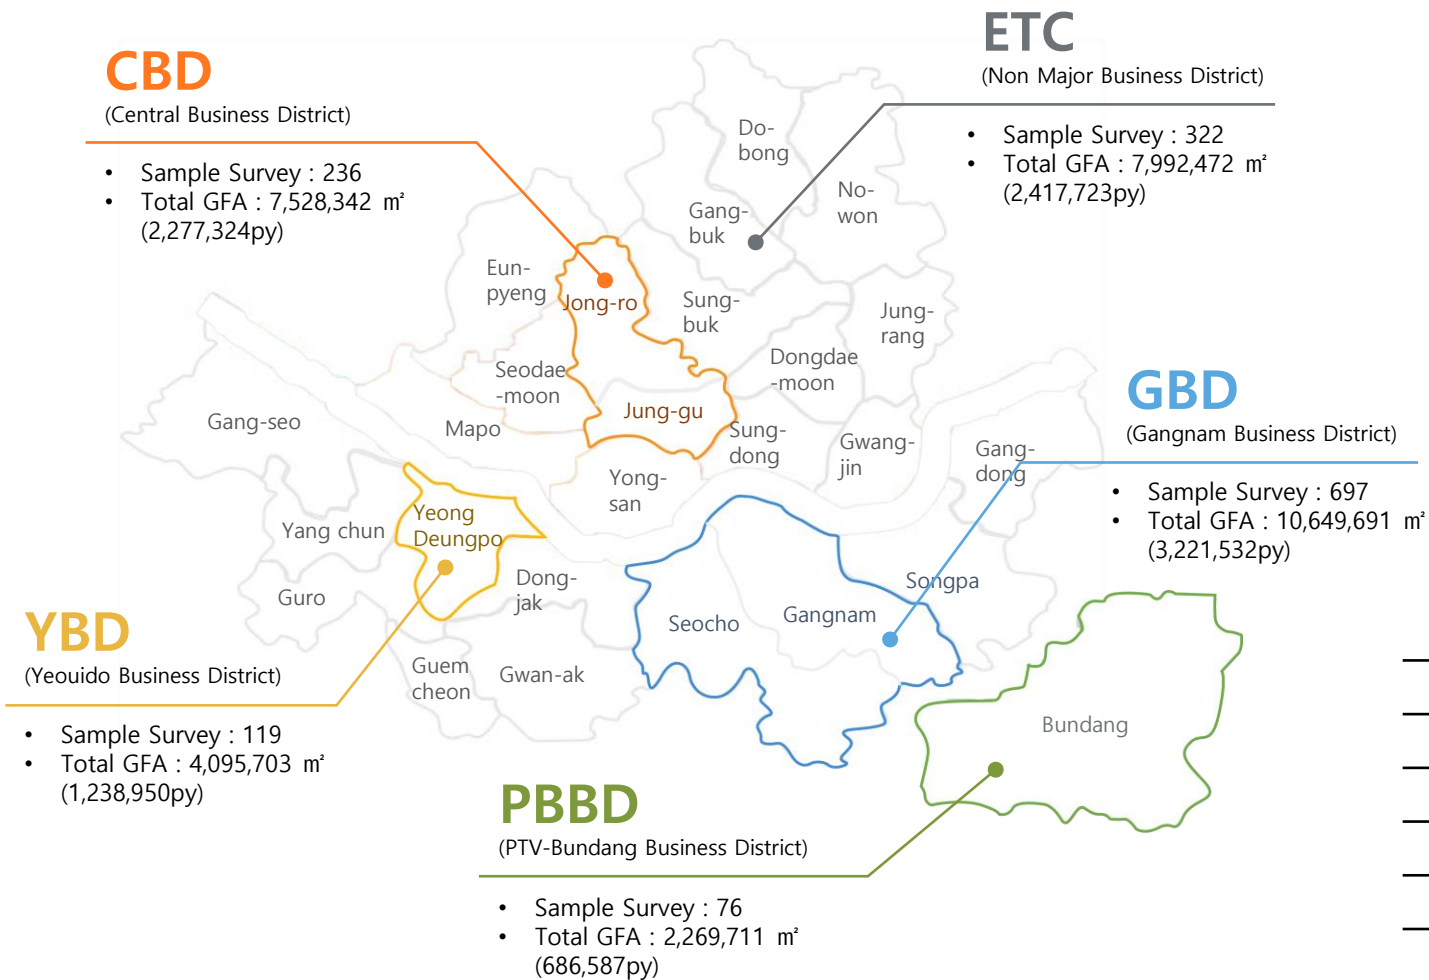 ETC
(Non Major Business District)
• Sample Survey : 322
• Total GFA : 7,992,472 ㎡
(2,417,723py)
CBD
(Central Business District)
• Sample Survey : 236
• Total GFA : 7,528,342 ㎡
(2,277,324py)
Do-
bong
No-
won
Gang-
buk
Eun-
pyeng
Jong-ro
Sung-
buk
Jung-
rang
Dongdae
-moon
Seodae
-moon
Jung-gu
Gang-seo
Mapo
Sung-
dong
Gwang-
jin
Gang-
dong
Yong-
san
GBD
(Gangnam Business District)
• Sample Survey : 697
• Total GFA : 10,649,691 ㎡
(3,221,532py)
Yang chun
Yeong
Deungpo
Guro
Dong-
jak
Songpa
Seocho
Gangnam
Guem
cheon
Gwan-ak
Bundang
YBD
(Yeouido Business District)
• Sample Survey : 119
• Total GFA : 4,095,703 ㎡
(1,238,950py)
PBBD
(PTV-Bundang Business District)
• Sample Survey : 76
• Total GFA : 2,269,711 ㎡
(686,587py)